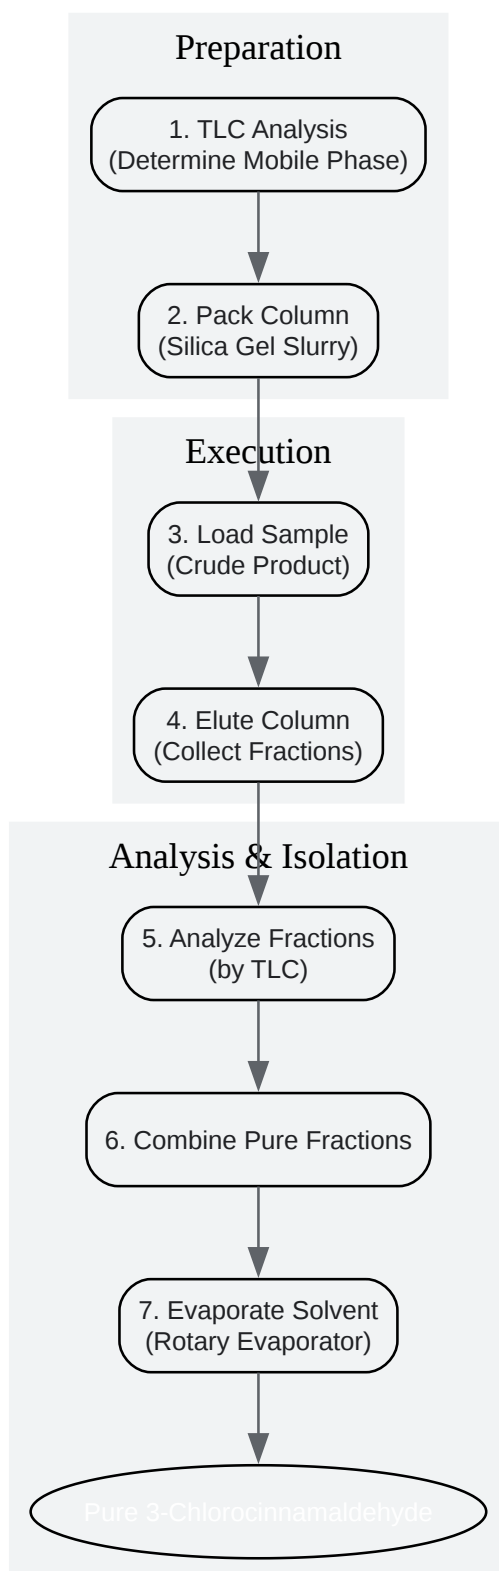 Preparation
1. TLC Analysis
(Determine Mobile Phase)
2. Pack Column
(Silica Gel Slurry)
Execution
3. Load Sample
(Crude Product)
4. Elute Column
(Collect Fractions)
Analysis & Isolation
5. Analyze Fractions
(by TLC)
6. Combine Pure Fractions
7. Evaporate Solvent
(Rotary Evaporator)
Pure 3-Chlorocinnamaldehyde